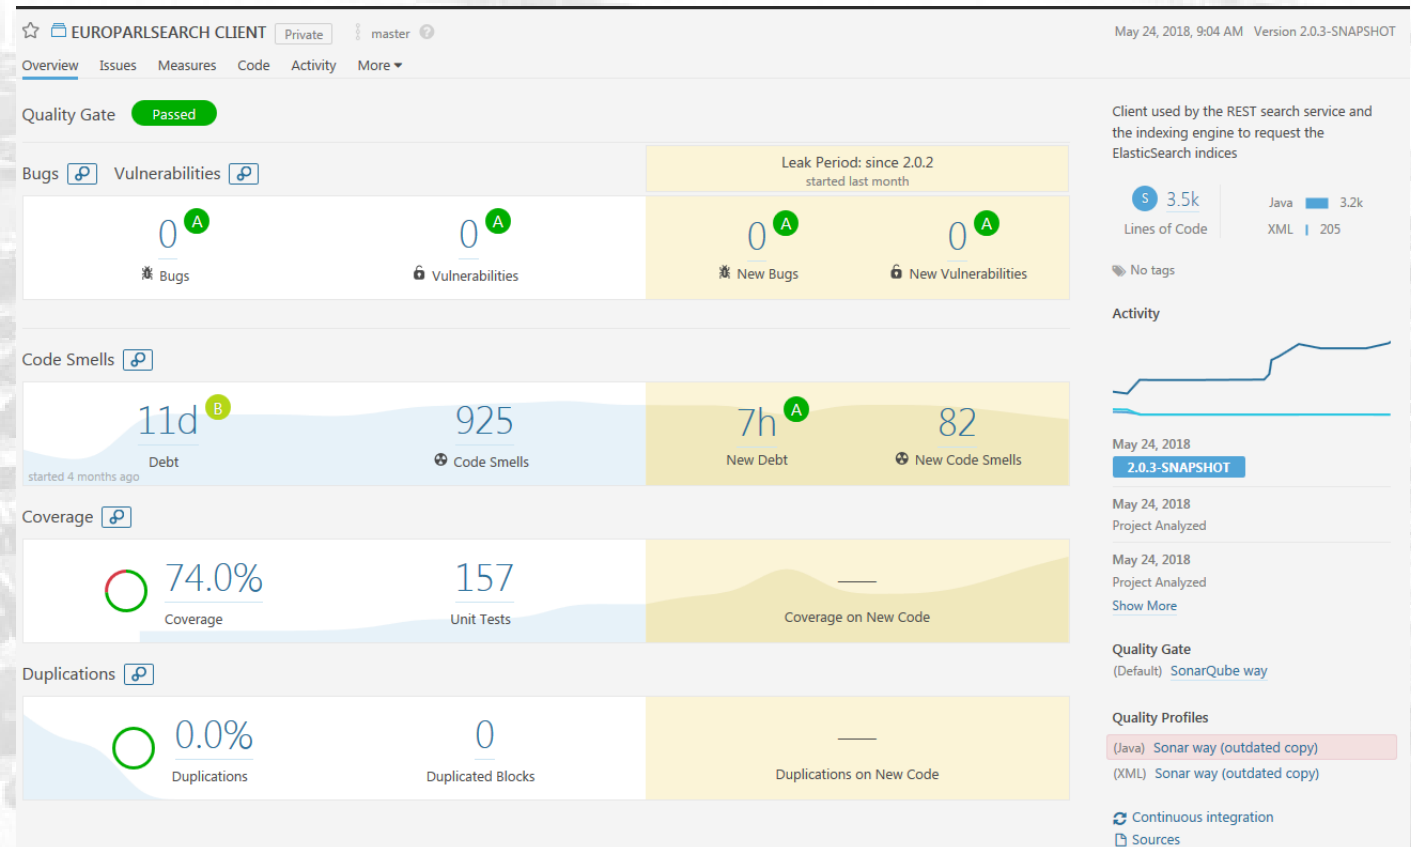 EUROPARLSEARCH CLIENT Private master ?
May 24, 2018, 9:04 AM Version 2.0.3-SNAPSHOT
Overview Issues Measures Code Activity More
Quality Gate Passed
Bugs Vulnerabilities
Leak Period: since 2.0.2
started last month
0 A
Bugs
0 A
Vulnerabilities
0 A
New Bugs
0 A
New Vulnerabilities
Code Smells
11d B
Debt
started 4 months ago
925
Code Smells
7h A
New Debt
82
New Code Smells
Coverage
74.0%
Coverage
157
Unit Tests
Coverage on New Code
Duplications
0.0%
Duplications
0
Duplicated Blocks
Duplications on New Code
Client used by the REST search service and
the indexing engine to request the
ElasticSearch indices
S 3.5k
Lines of Code
Java 3.2k
XML 205
No tags
Activity
May 24, 2018
2.0.3-SNAPSHOT
May 24, 2018
Project Analyzed
May 24, 2018
Project Analyzed
Show More
Quality Gate
(Default) SonarQube way
Quality Profiles
(Java) Sonar way (outdated copy)
(XML) Sonar way (outdated copy)
Continuous integration
Sources